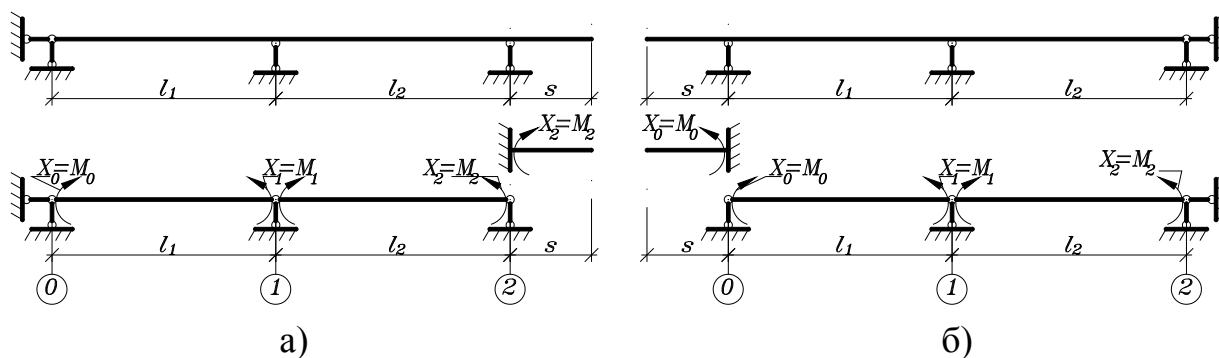 l₁ l₂ s
s l₁ l₂
X₂=M₂
X₀=M₀
X₀=M₀ X₁=M₁ X₂=M₂
X₀=M₀ X₁=M₁ X₂=M₂
l₁ l₂ s
s l₁ l₂
0 1 2
0 1 2
а) б)